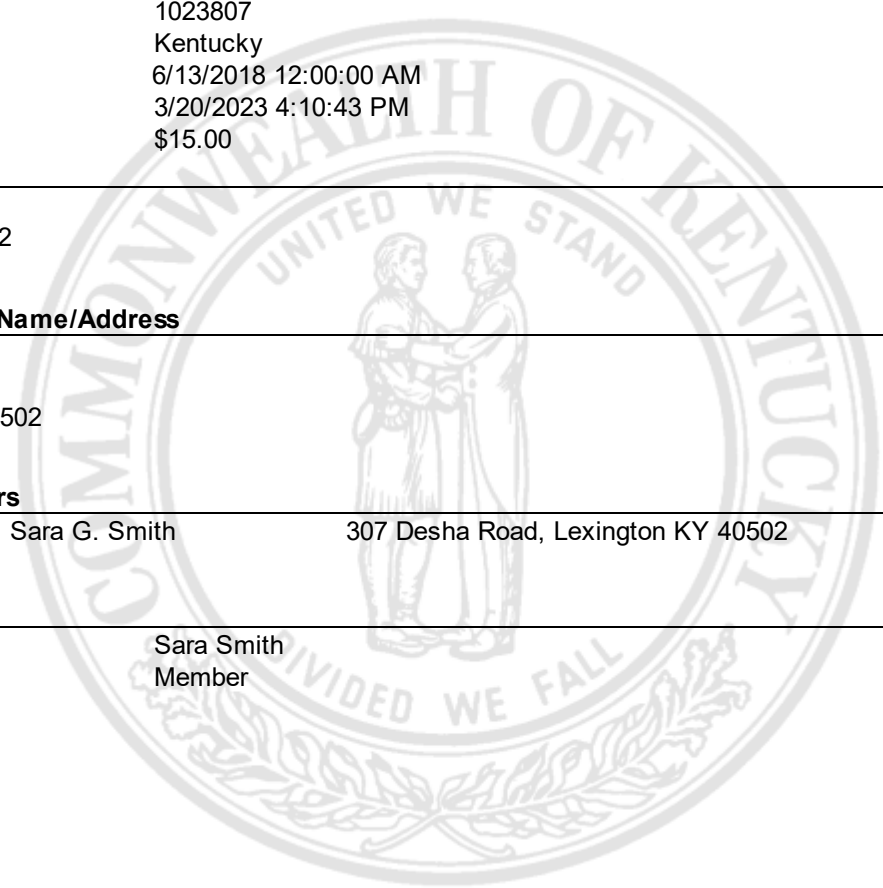 1023807
Kentucky
6/13/2018 12:00:00 AM
3/20/2023 4:10:43 PM
$15.00
2
Name/Address
502
rs
Sara G. Smith 307 Desha Road, Lexington KY 40502
Sara Smith
Member
COMMONWEALTH OF KENTUCKY
UNITED WE STAND
DIVIDED WE FALL